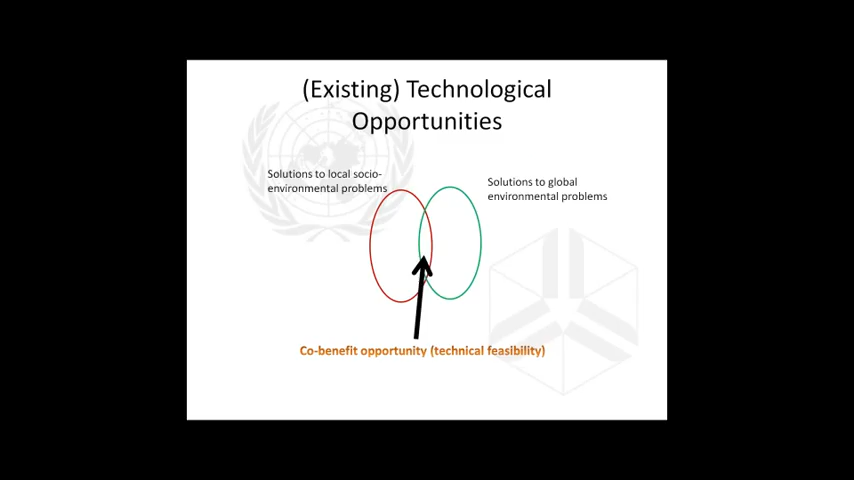 (Existing) Technological
Opportunities
Solutions to local socio-
environmental problems
Solutions to global
environmental problems
Co-benefit opportunity (technical feasibility)